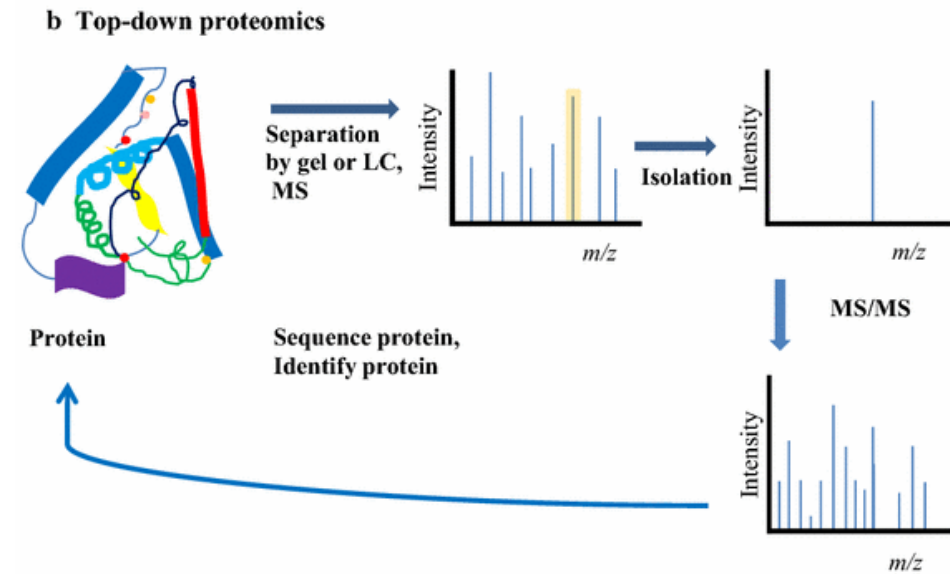 b Top-down proteomics
Separation
by gel or LC,
MS
Intensity
m/z
Isolation
Intensity
m/z
MS/MS
Protein
Sequence protein,
Identify protein
Intensity
m/z